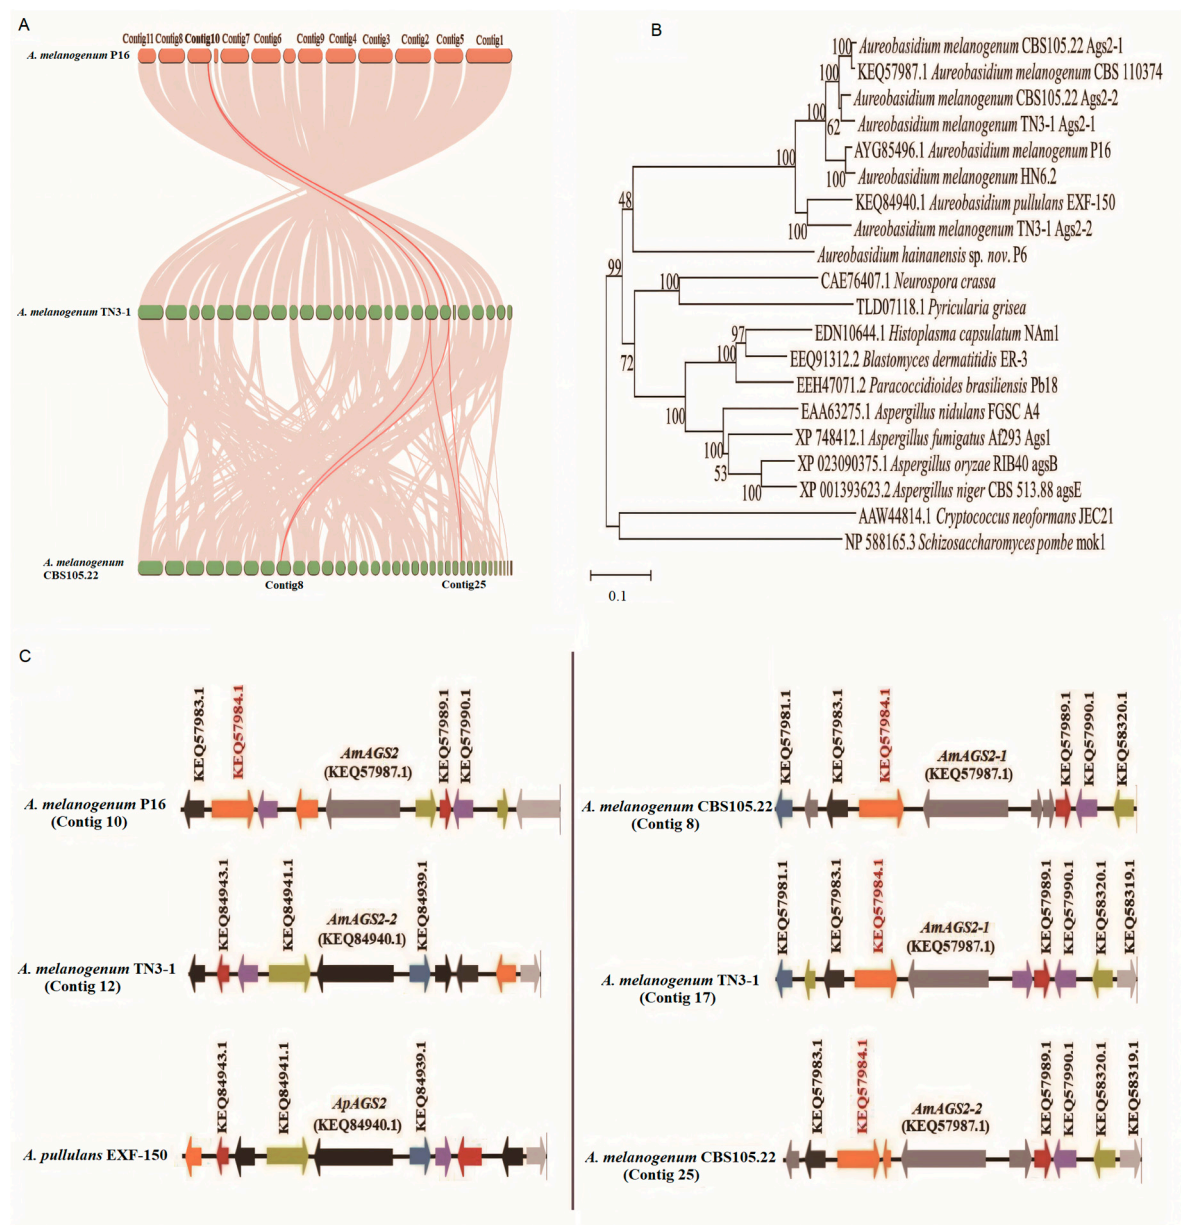 A
Contig11 Contig8 Contig10 Contig7 Contig6 Contig9 Contig4 Contig3 Contig2 Contig5 Contig1
A. melanogenum P16
A. melanogenum TN3-1
A. melanogenum
CBS105.22
Contig8
Contig25
B
100 Aureobasidium melanogenum CBS105.22 Ags2-1
100 KEQ57987.1 Aureobasidium melanogenum CBS 110374
Aureobasidium melanogenum CBS105.22 Ags2-2
100
62 Aureobasidium melanogenum TN3-1 Ags2-1
AYG85496.1 Aureobasidium melanogenum P16
100
100 Aureobasidium melanogenum HN6.2
48 KEQ84940.1 Aureobasidium pullulans EXF-150
100 Aureobasidium melanogenum TN3-1 Ags2-2
Aureobasidium hainanensis sp. nov. P6
99
100 CAE76407.1 Neurospora crassa
TLD07118.1 Pyricularia grisea
97 EDN10644.1 Histoplasma capsulatum NAm1
72 100 EEQ91312.2 Blastomyces dermatitidis ER-3
EEH47071.2 Paracoccidioides brasiliensis Pb18
100 EAA63275.1 Aspergillus nidulans FGSC A4
XP 748412.1 Aspergillus fumigatus Af293 Ags1
100
53 XP 023090375.1 Aspergillus oryzae RIB40 agsB
100 XP 001393623.2 Aspergillus niger CBS 513.88 agsE
AAW44814.1 Cryptococcus neoformans JEC21
NP 588165.3 Schizosaccharomyces pombe mok1
0.1
C
KEQ57983.1 KEQ57984.1 KEQ57989.1 KEQ57990.1
AmAGS2
(KEQ57987.1)
A. melanogenum P16
(Contig 10)
KEQ84943.1 KEQ84941.1 KEQ84939.1
AmAGS2-2
(KEQ84940.1)
A. melanogenum TN3-1
(Contig 12)
KEQ84943.1 KEQ84941.1 KEQ84939.1
ApAGS2
(KEQ84940.1)
A. pullulans EXF-150
KEQ57981.1 KEQ57983.1 KEQ57984.1 KEQ57989.1 KEQ57990.1 KEQ58320.1
AmAGS2-1
(KEQ57987.1)
A. melanogenum CBS105.22
(Contig 8)
KEQ57981.1 KEQ57983.1 KEQ57984.1 KEQ57989.1 KEQ57990.1 KEQ58320.1 KEQ58319.1
AmAGS2-1
(KEQ57987.1)
A. melanogenum TN3-1
(Contig 17)
KEQ57983.1 KEQ57984.1 KEQ57989.1 KEQ57990.1 KEQ58320.1 KEQ58319.1
AmAGS2-2
(KEQ57987.1)
A. melanogenum CBS105.22
(Contig 25)